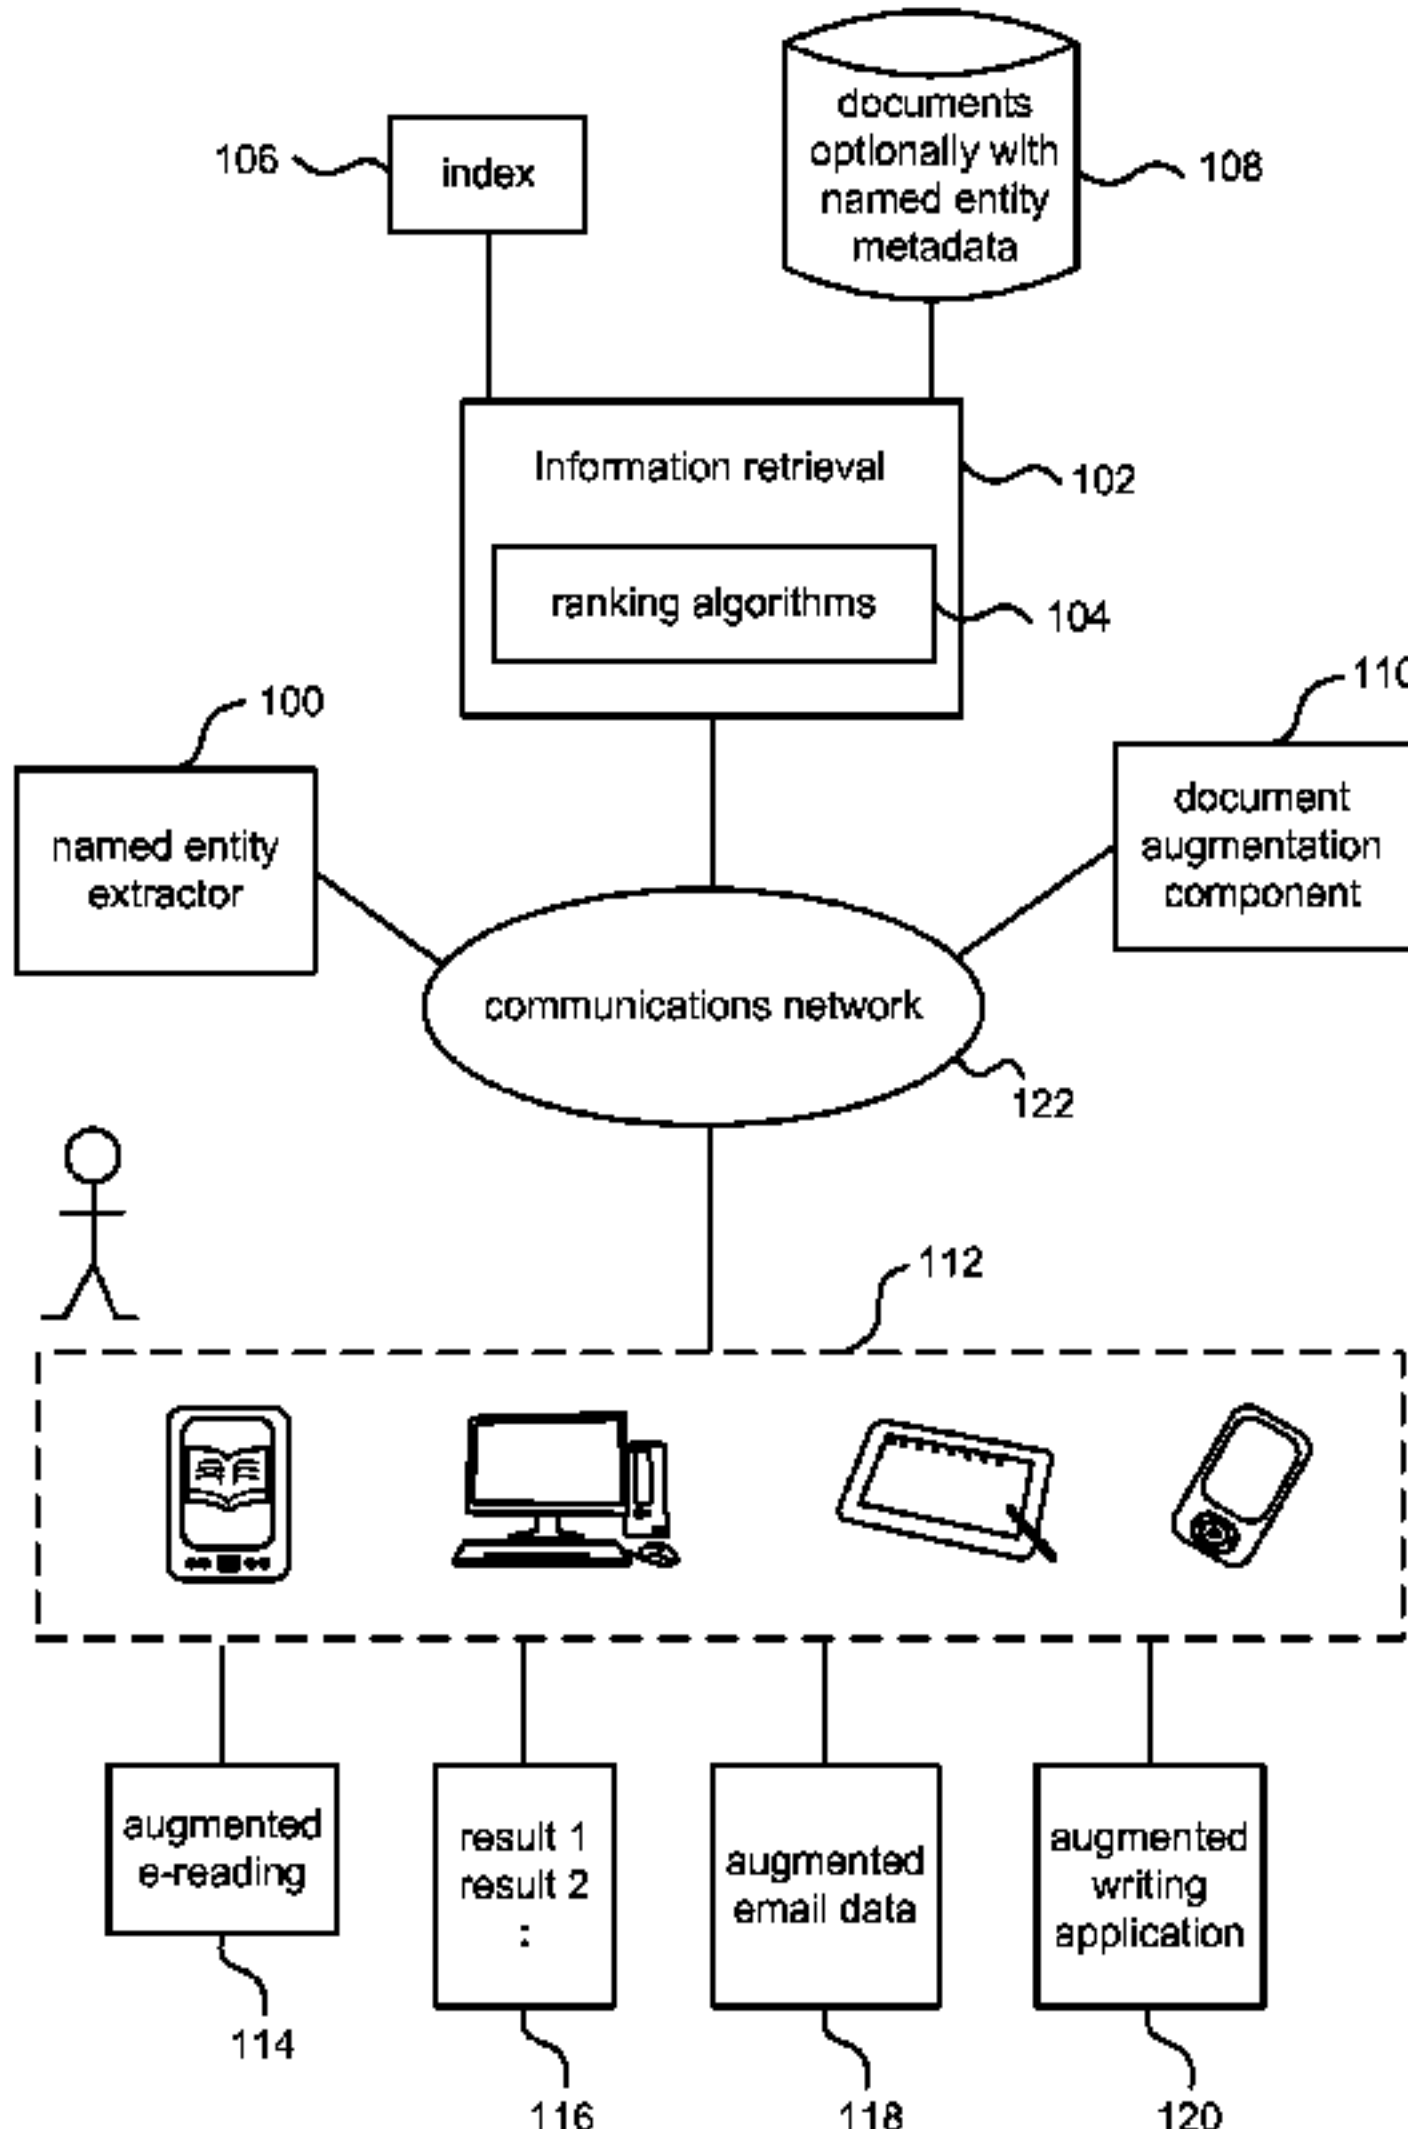 documents
optionally with
named entity
metadata
106
index
108
Information retrieval
102
ranking algorithms
104
100
110
named entity
extractor
document
augmentation
component
communications network
122
112
augmented
e-reading
result 1
result 2
:
augmented
email data
augmented
writing
application
114
116
118
120